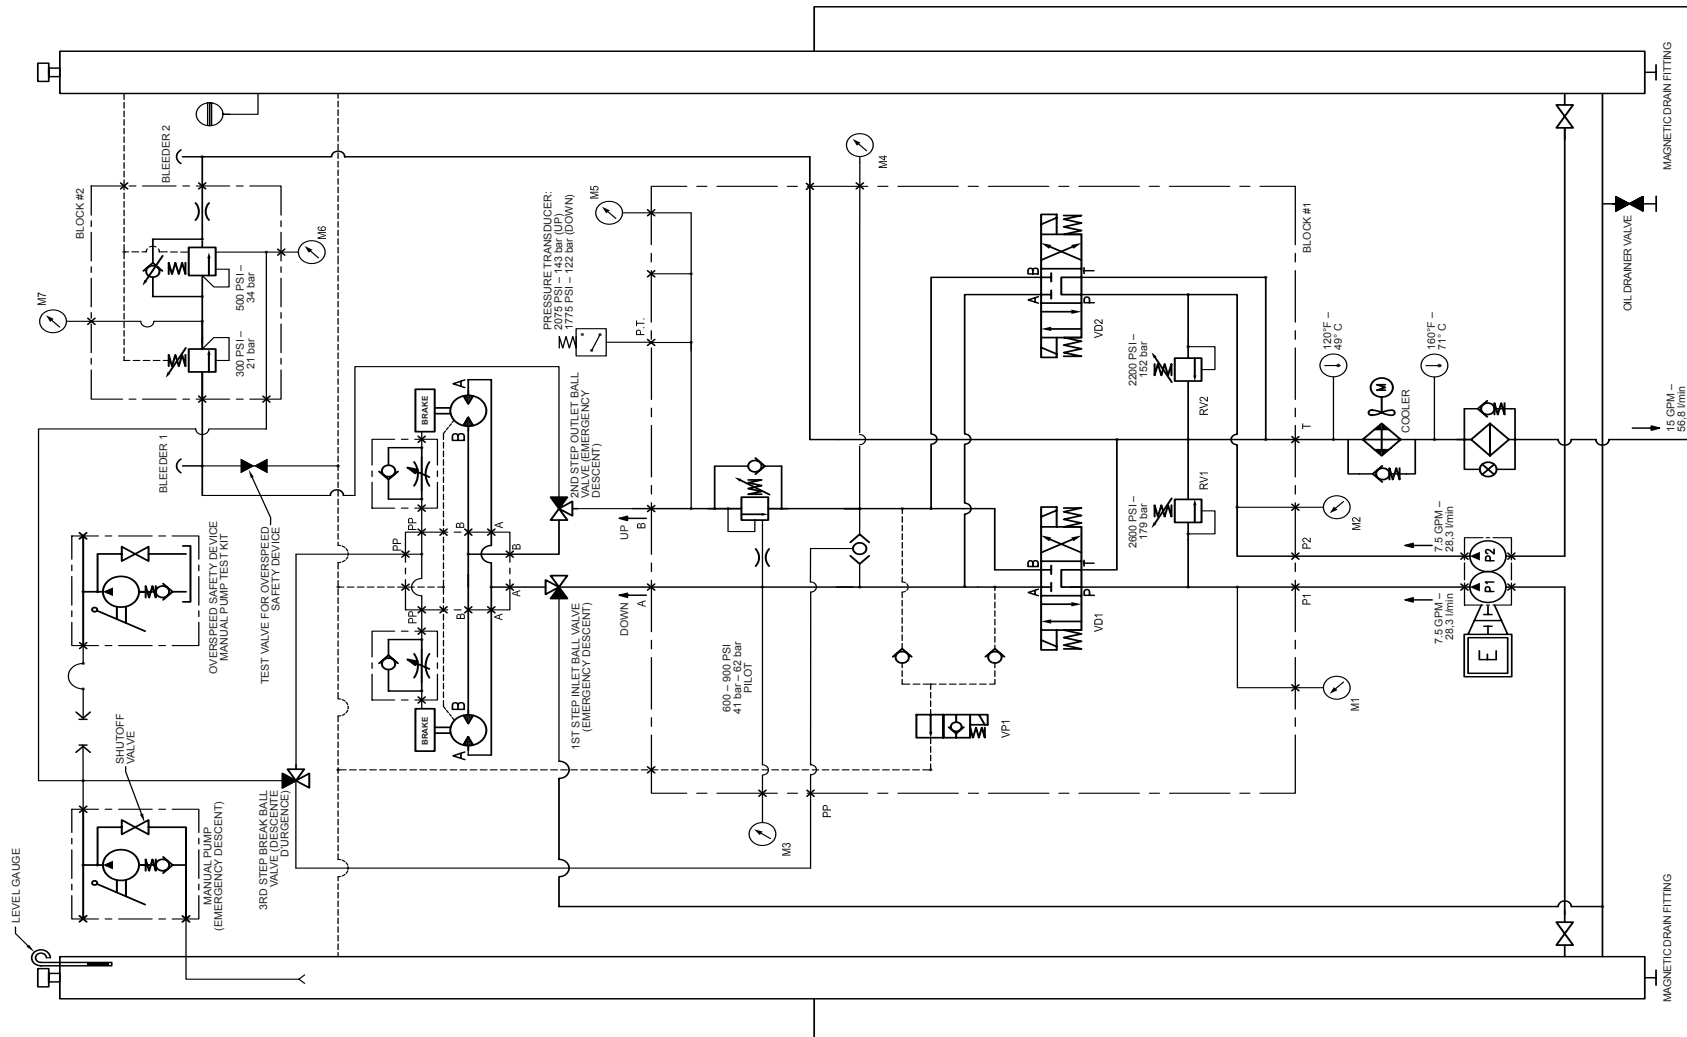 LEVEL GAUGE
SHUTOFF
VALVE
MANUAL PUMP
(EMERGENCY DESCENT)
3RD STEP BREAK BALL
VALVE (DESCENTE
D'URGENCE)
OVERSPEED SAFETY DEVICE
MANUAL PUMP TEST KIT
TEST VALVE FOR OVERSPEED
SAFETY DEVICE
BLEEDER 1
BLEEDER 2
BLOCK #2
M7
M6
300 PSI –
21 bar
500 PSI –
34 bar
BRAKE
BRAKE
A
B
B
A
PP
PP
PP
B
B
A
A
A
B
1ST STEP INLET BALL VALVE
(EMERGENCY DESCENT)
2ND STEP OUTLET BALL
VALVE (EMERGENCY
DESCENT)
PRESSURE TRANSDUCER:
2075 PSI – 143 bar (UP)
1775 PSI – 122 bar (DOWN)
P.T.
M5
M4
DOWN
A
UP
B
600 – 900 PSI
41 bar – 62 bar
PILOT
M3
PP
VP1
A
B
P
T
VD1
A
B
P
T
VD2
2600 PSI –
179 bar
RV1
2200 PSI –
152 bar
RV2
BLOCK #1
P1
P2
T
M1
M2
120°F –
49° C
160°F –
71° C
M
COOLER
7.5 GPM –
28,3 l/min
7.5 GPM –
28,3 l/min
E
P1
P2
15 GPM –
56,8 l/min
OIL DRAINER VALVE
MAGNETIC DRAIN FITTING
MAGNETIC DRAIN FITTING